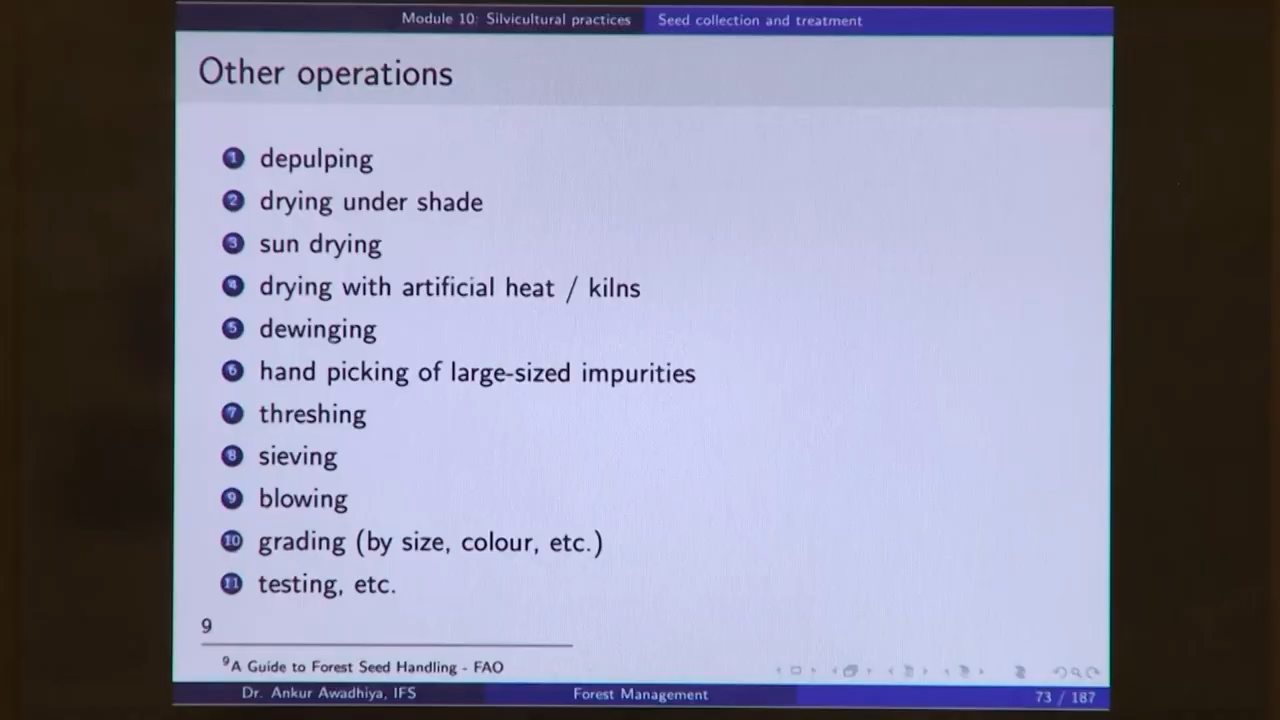 Module 10: Silvicultural practices Seed collection and treatment
Other operations
1 depulping
2 drying under shade
3 sun drying
4 drying with artificial heat / kilns
5 dewinging
6 hand picking of large-sized impurities
7 threshing
8 sieving
9 blowing
10 grading (by size, colour, etc.)
11 testing, etc.
9
9A Guide to Forest Seed Handling - FAO
Dr. Ankur Awadhiya, IFS Forest Management 73 / 187